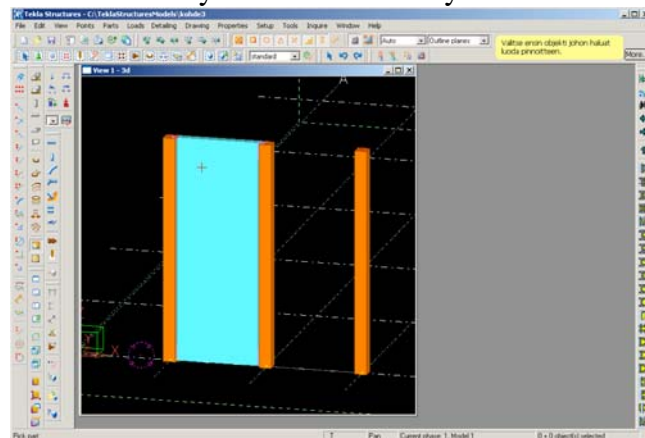 Tekla Structures - C:\TeklaStructuresModels\kohde3
File Edit View Points Parts Loads Detailing Drawing Properties Setup Tools Inquire Window Help
Auto
Outline planes
Valitse ensin objekti johon haluat
luoda pinnoitteen.
standard
More.
View 1 - 3d
A
X
Pick part
Pan
Current phase: 1, Model 1
0 + 0 object(s) selected